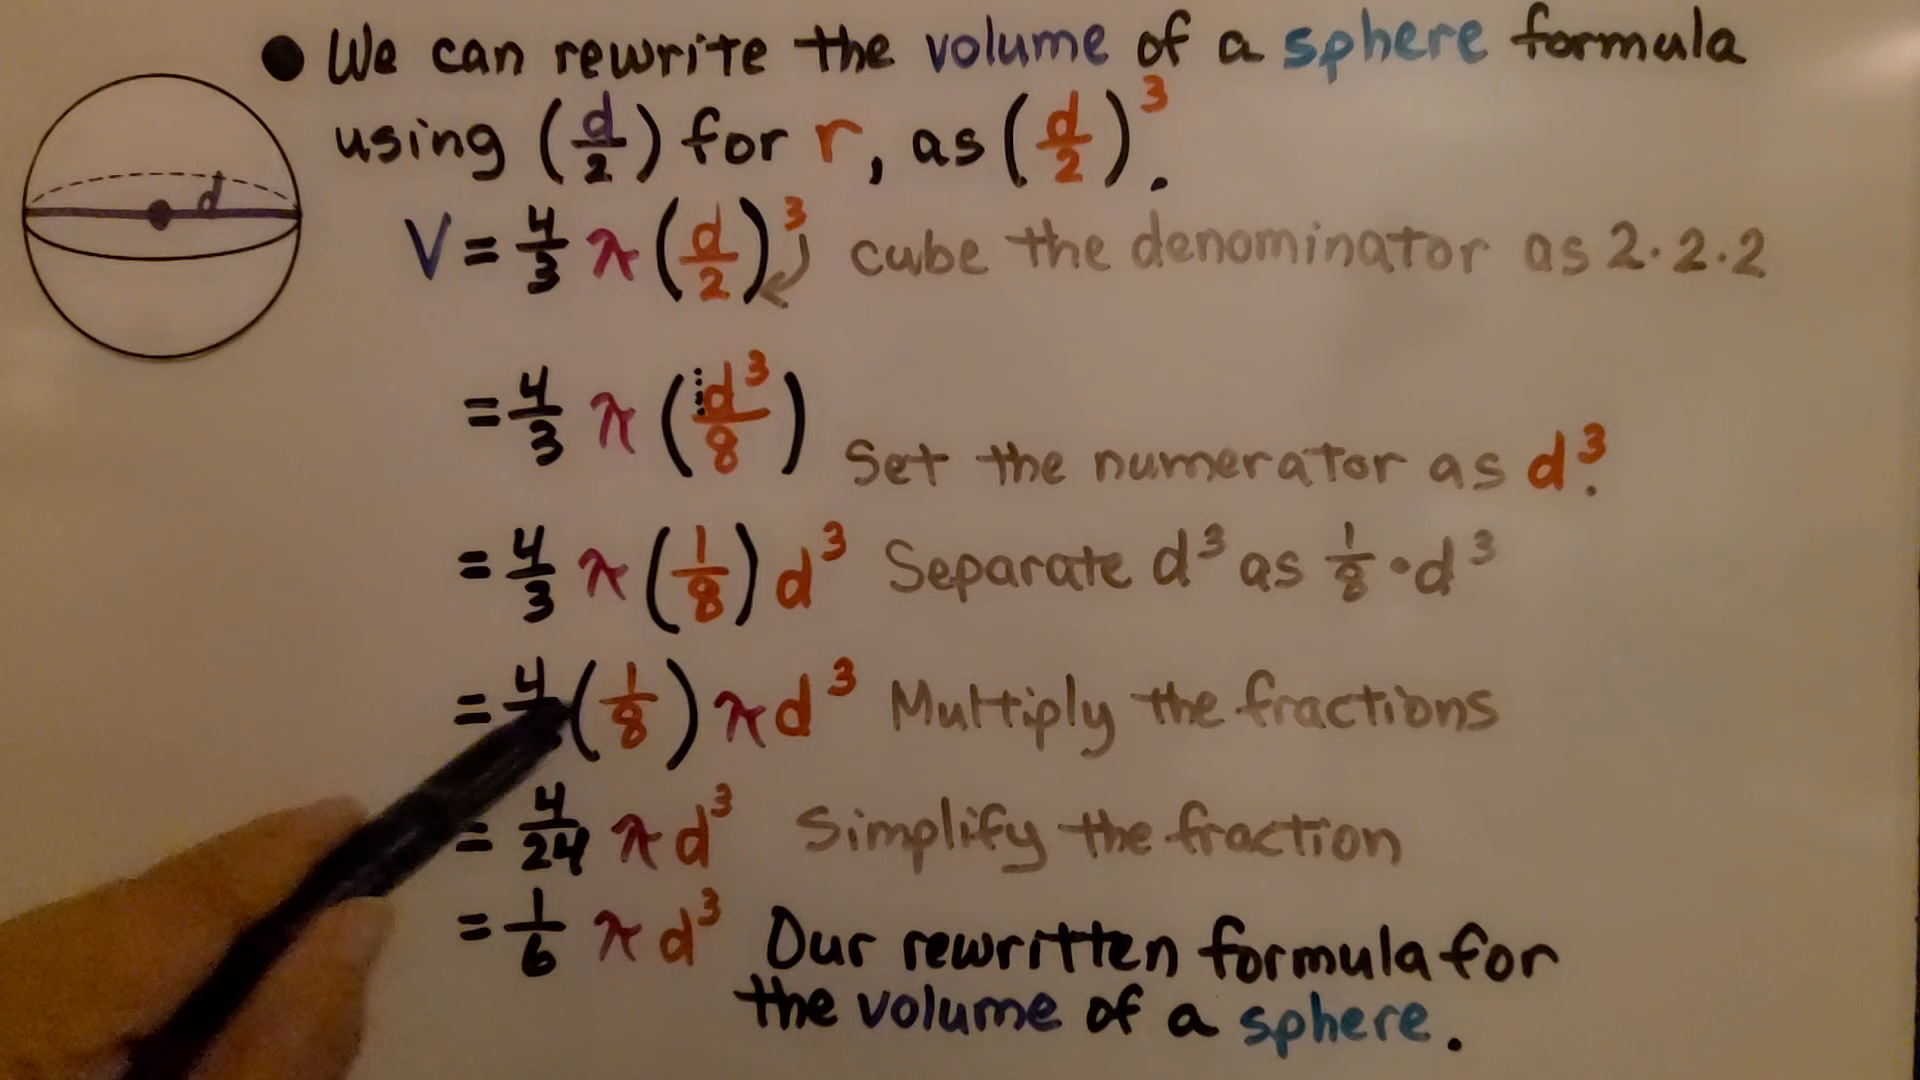 ● We can rewrite the volume of a sphere formula
using (d/2) for r, as (d/2)³.
d
V = 4/3 π (d/2)³ cube the denominator as 2·2·2
= 4/3 π (d³/8)
Set the numerator as d³.
= 4/3 π (1/8) d³ Separate d³ as 1/8 · d³
= 4/ (1/8) π d³ Multiply the fractions
= 4/24 π d³ Simplify the fraction
= 1/6 π d³ Our rewritten formula for
the volume of a sphere.